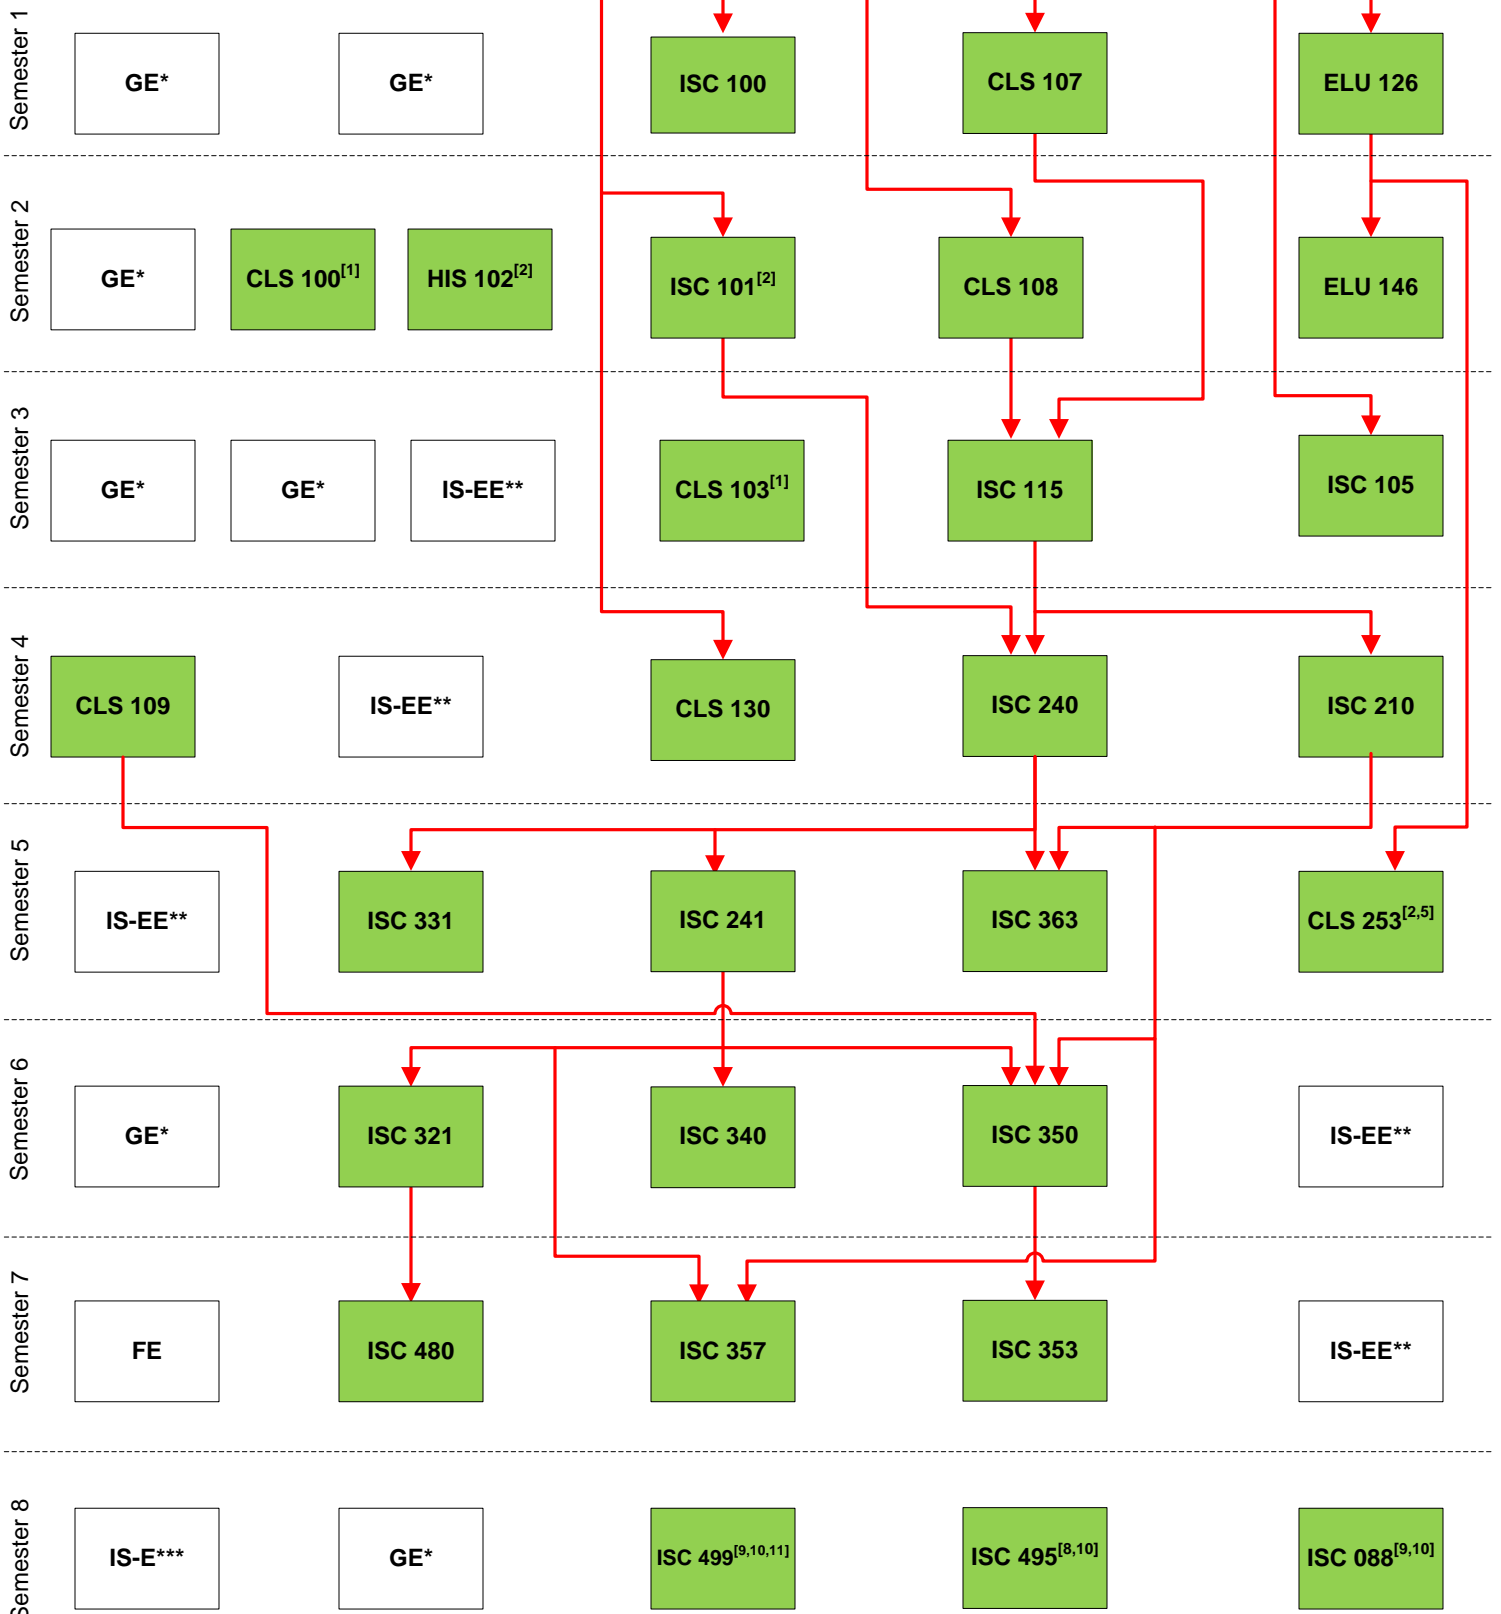 Semester 1
GE*
GE*
ISC 100
CLS 107
ELU 126
Semester 2
GE*
CLS 100[1]
HIS 102[2]
ISC 101[2]
CLS 108
ELU 146
Semester 3
GE*
GE*
IS-EE**
CLS 103[1]
ISC 115
ISC 105
Semester 4
CLS 109
IS-EE**
CLS 130
ISC 240
ISC 210
Semester 5
IS-EE**
ISC 331
ISC 241
ISC 363
CLS 253[2,5]
Semester 6
GE*
ISC 321
ISC 340
ISC 350
IS-EE**
Semester 7
FE
ISC 480
ISC 357
ISC 353
IS-EE**
Semester 8
IS-E***
GE*
ISC 499[9,10,11]
ISC 495[8,10]
ISC 088[9,10]